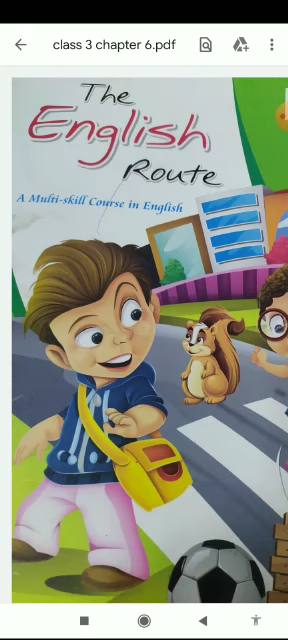 class 3 chapter 6.pdf
The
English
Route
A Multi-skill Course in English